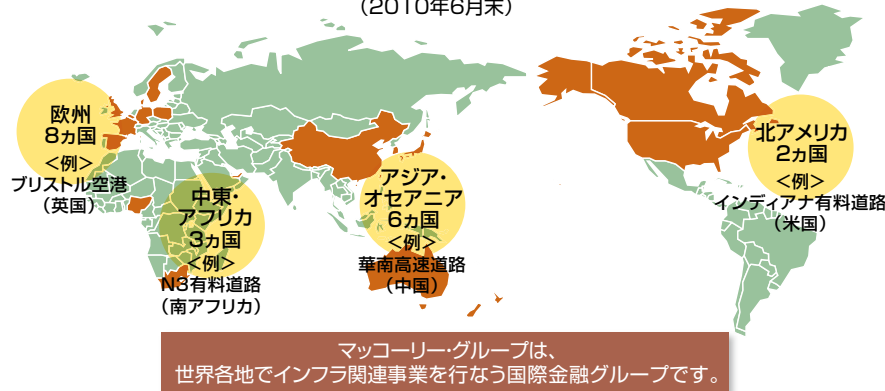 (2010年6月末)
欧州
8ヵ国
<例>
ブリストル空港
(英国)
中東・
アフリカ
3ヵ国
<例>
N3有料道路
(南アフリカ)
アジア・
オセアニア
6ヵ国
<例>
華南高速道路
(中国)
北アメリカ
2ヵ国
<例>
インディアナ有料道路
(米国)
マッコーリー・グループは、
世界各地でインフラ関連事業を行なう国際金融グループです。